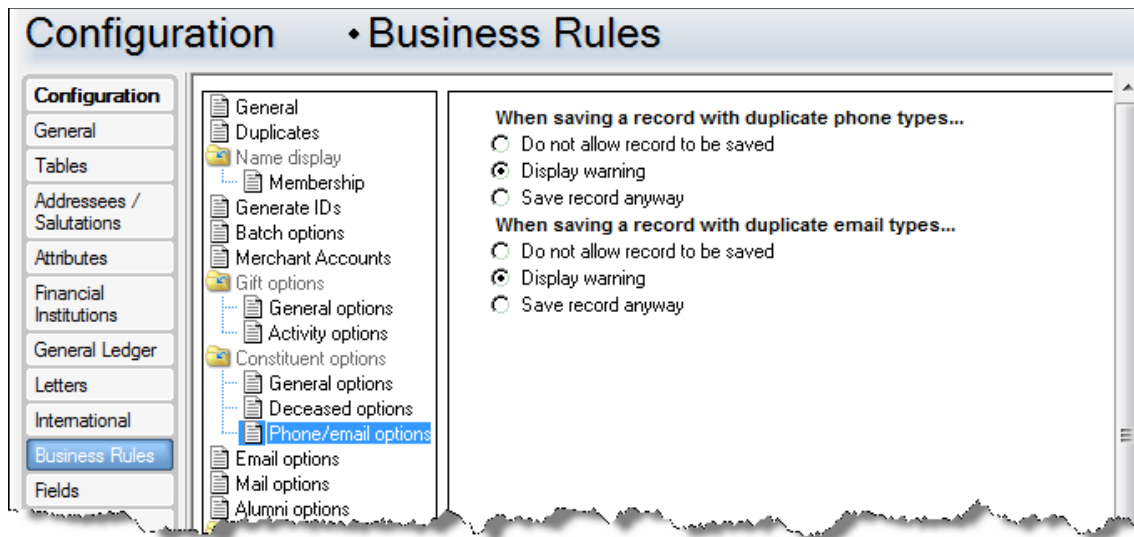 Configuration • Business Rules
Configuration
General
Tables
Addressees /
Salutations
Attributes
Financial
Institutions
General Ledger
Letters
International
Business Rules
Fields
General
Duplicates
Name display
Membership
Generate IDs
Batch options
Merchant Accounts
Gift options
General options
Activity options
Constituent options
General options
Deceased options
Phone/email options
Email options
Mail options
Alumni options
When saving a record with duplicate phone types...
Do not allow record to be saved
Display warning
Save record anyway
When saving a record with duplicate email types...
Do not allow record to be saved
Display warning
Save record anyway